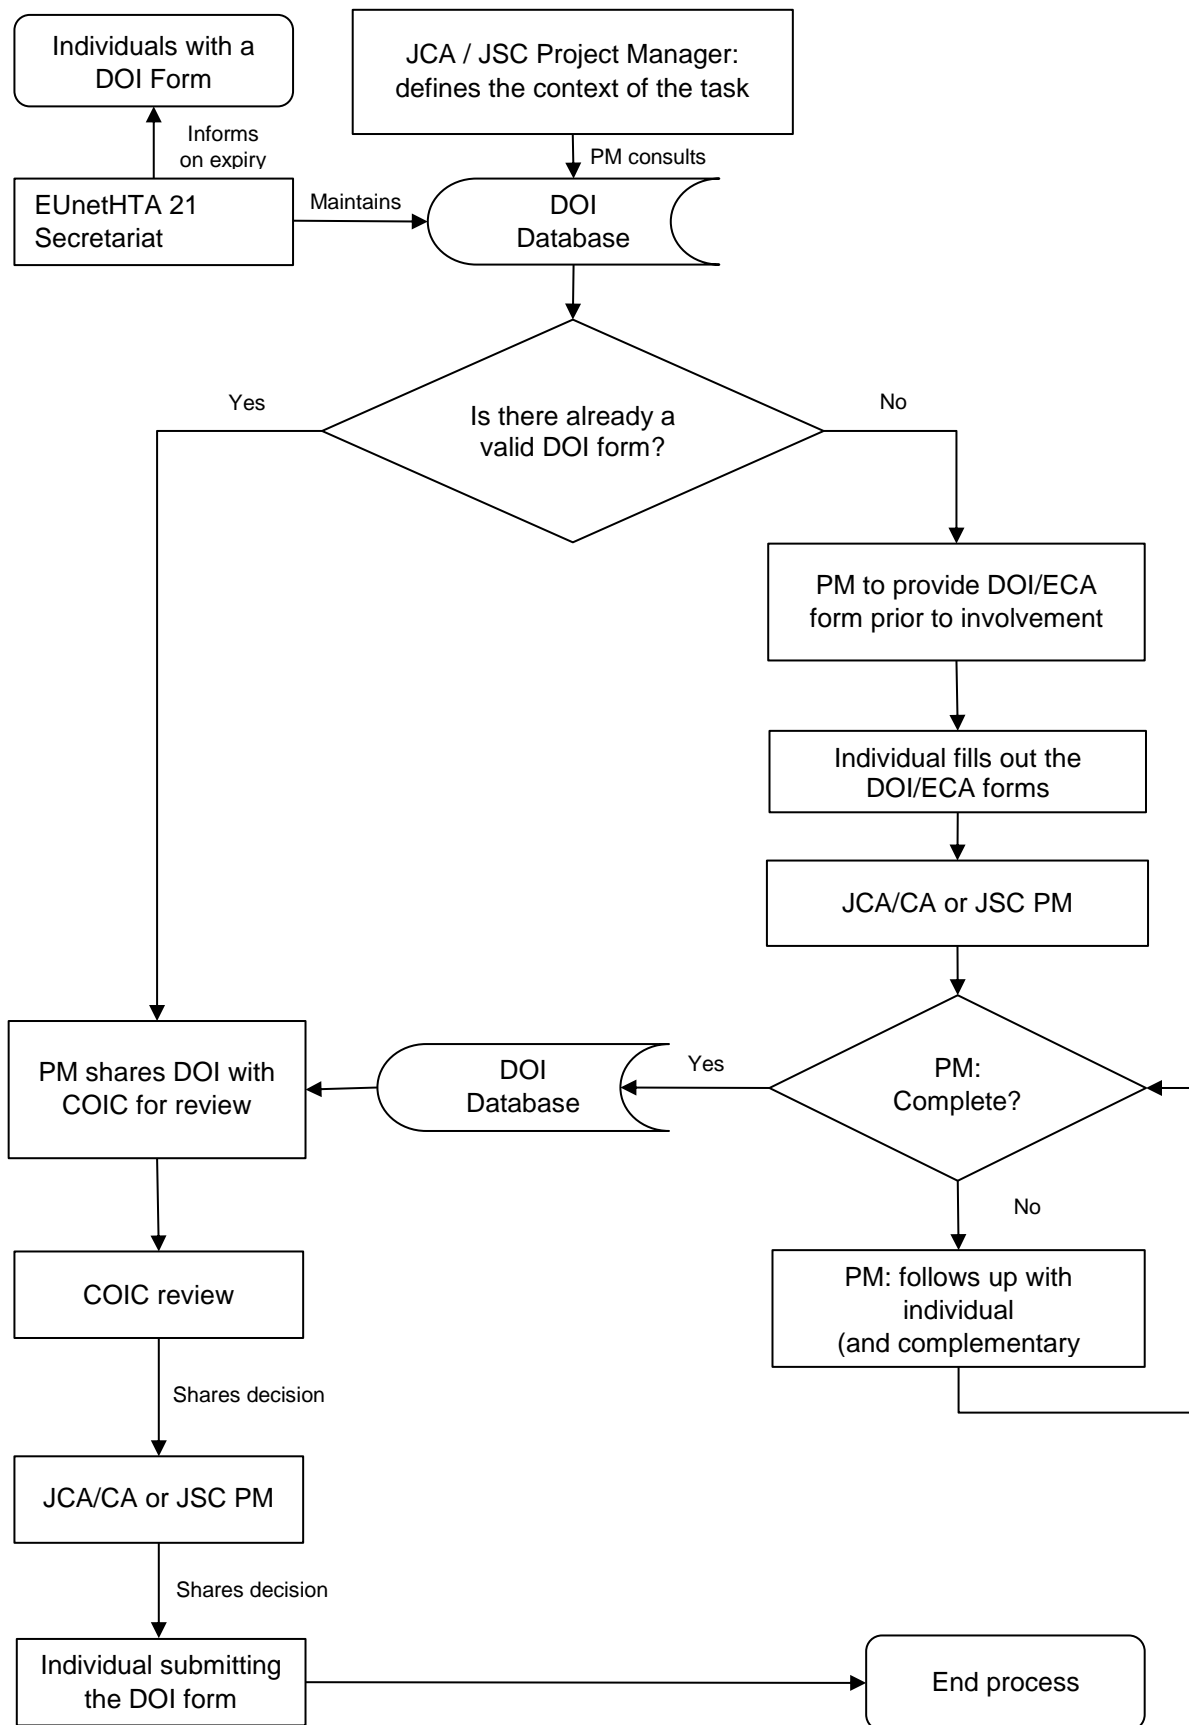 Individuals with a
DOI Form
JCA / JSC Project Manager:
defines the context of the task
Informs
on expiry
PM consults
EUnetHTA 21
Secretariat
Maintains
DOI
Database
Yes
No
Is there already a
valid DOI form?
PM to provide DOI/ECA
form prior to involvement
Individual fills out the
DOI/ECA forms
JCA/CA or JSC PM
PM:
Complete?
Yes
DOI
Database
PM shares DOI with
COIC for review
No
PM: follows up with
individual
(and complementary
COIC review
Shares decision
JCA/CA or JSC PM
Shares decision
Individual submitting
the DOI form
End process